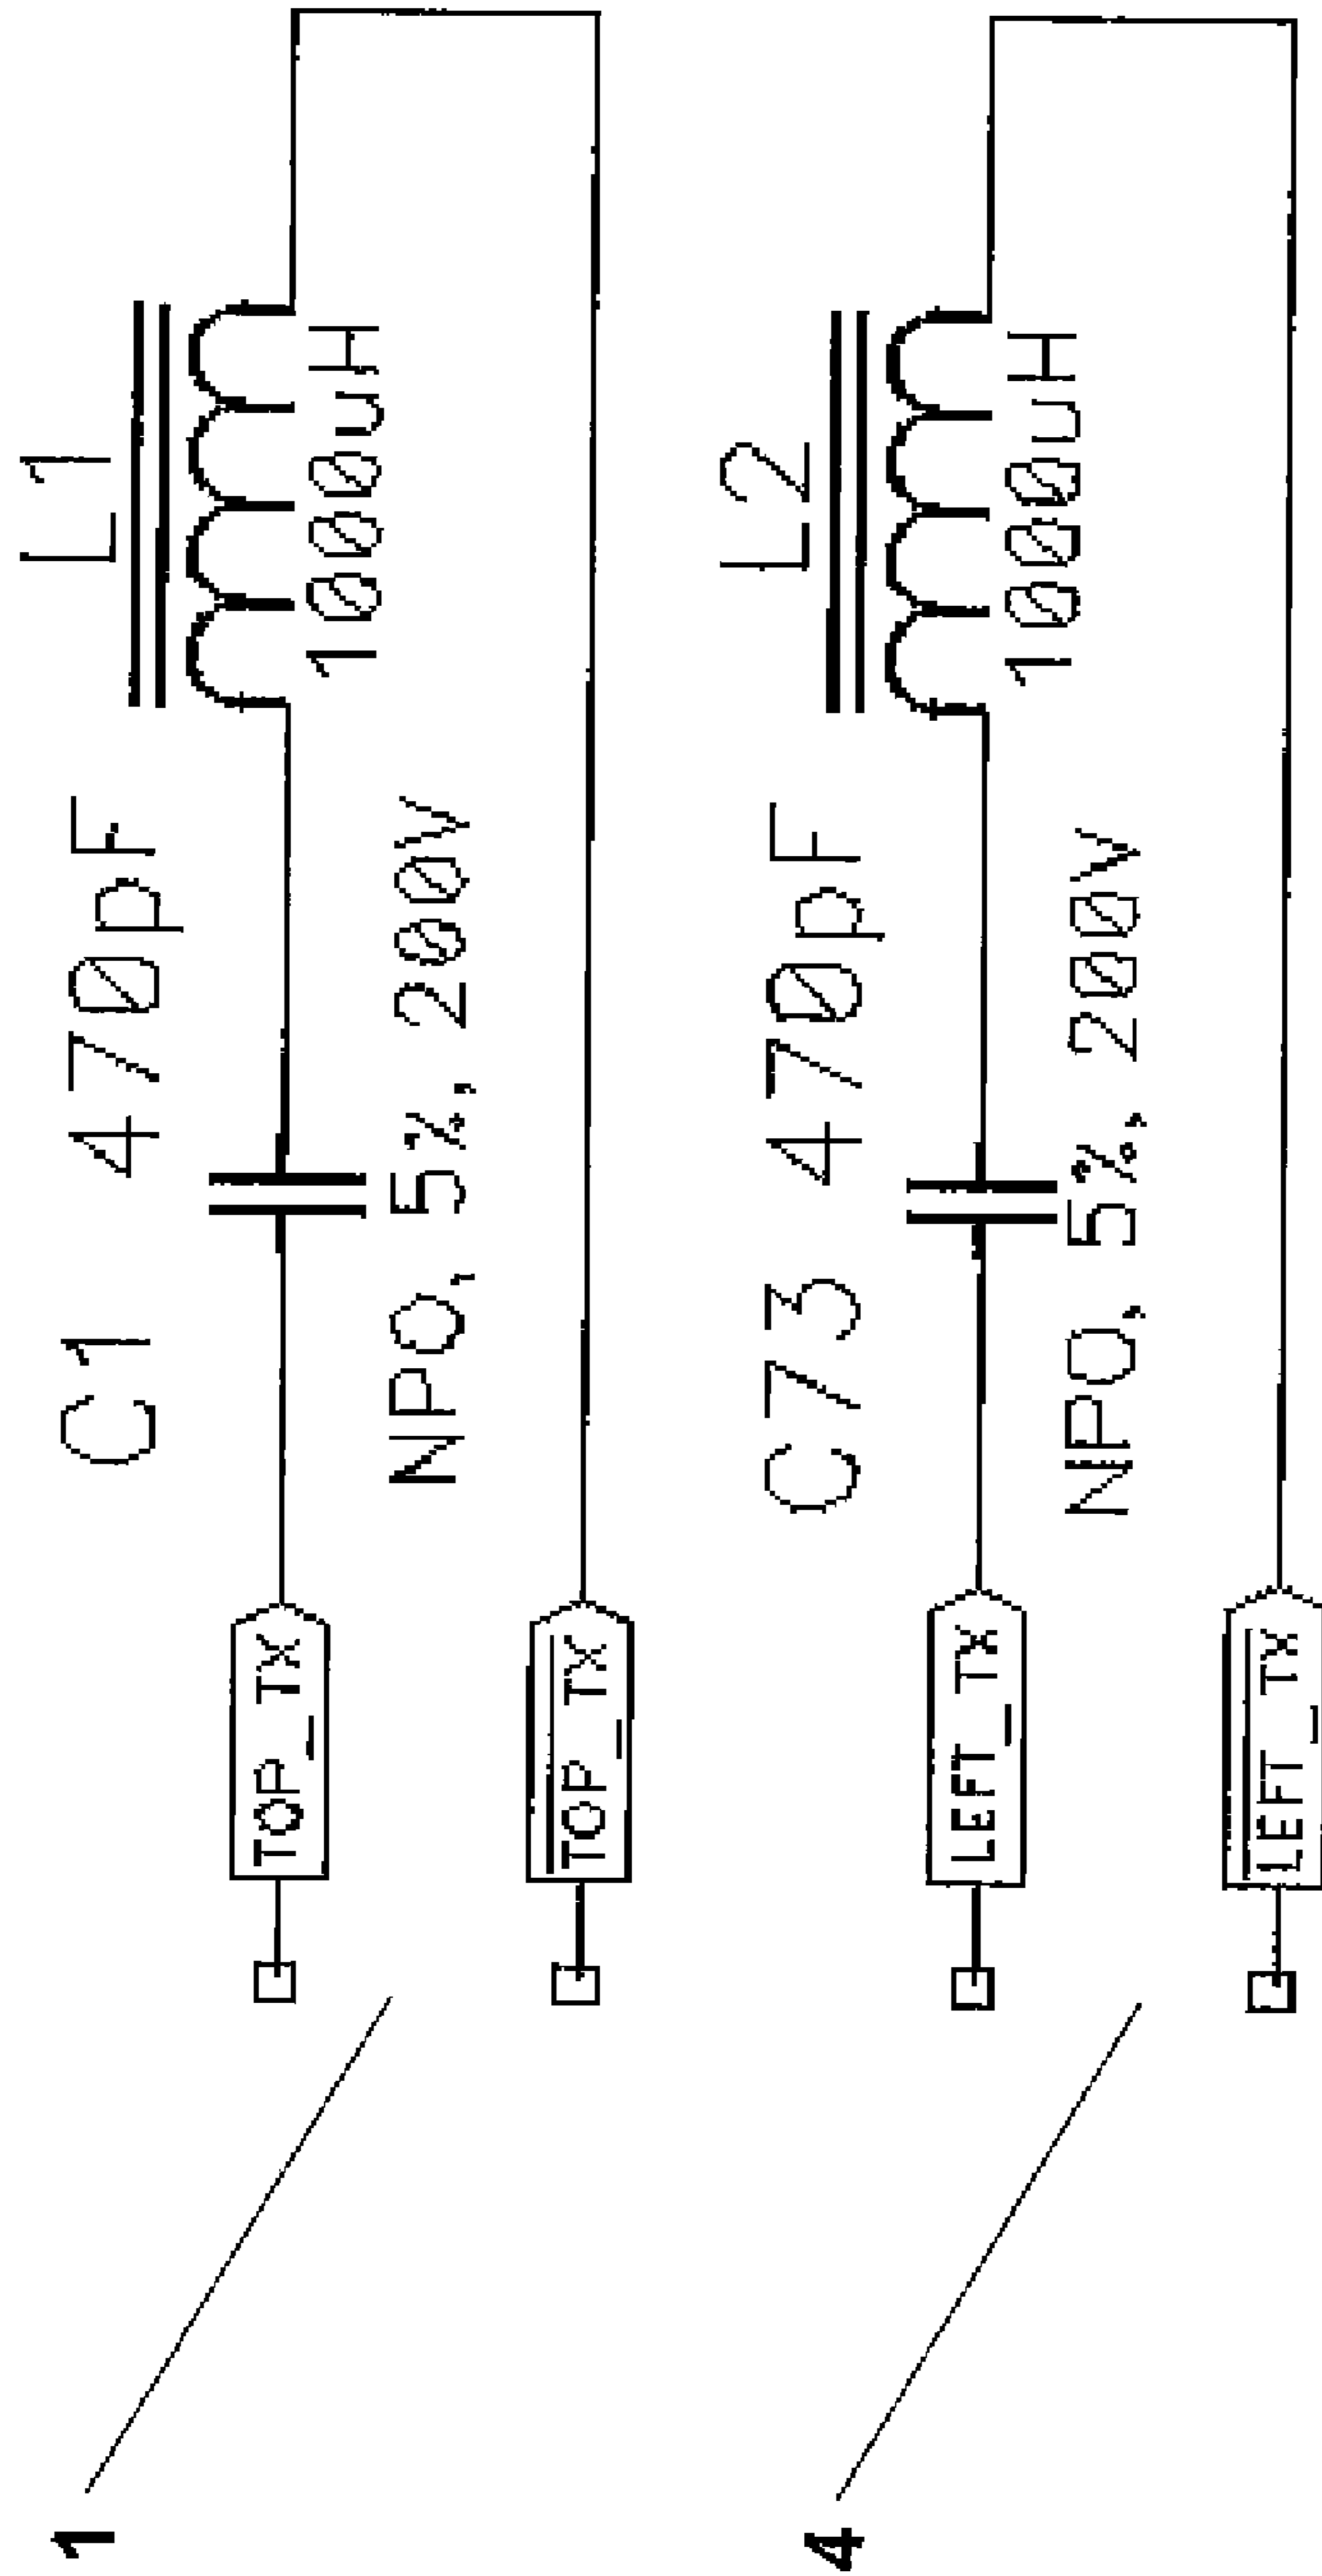 C1 470pF
L1
NPO, 5%, 200V
1000uH
TOP_TX
TOP_TX
1
C73 470pF
L2
NPO, 5%, 200V
1000uH
LEFT_TX
LEFT_TX
4